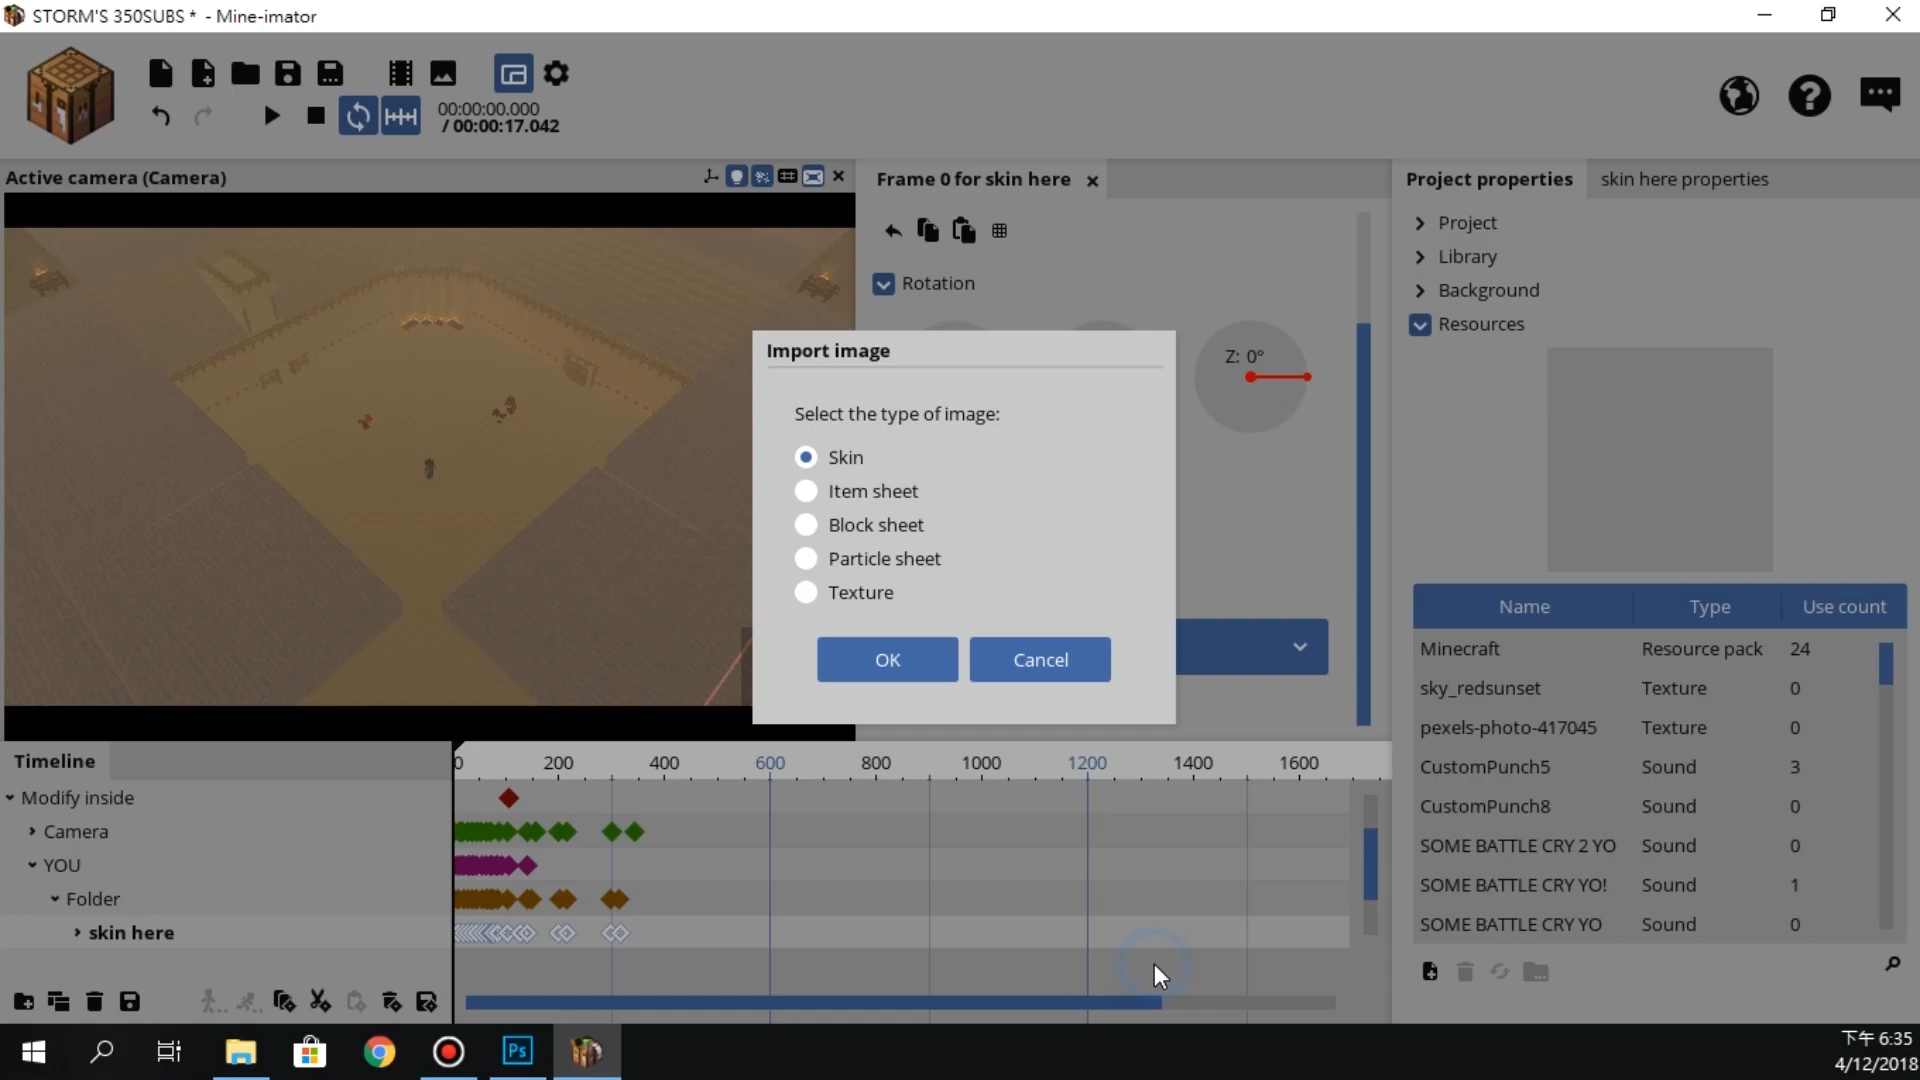 STORM'S 350SUBS * - Mine-imator
00:00:00.000
/ 00:00:17.042
Active camera (Camera)
Frame 0 for skin here
Rotation
Z: 0°
Project properties
skin here properties
Project
Library
Background
Resources
Import image
Select the type of image:
Skin
Item sheet
Block sheet
Particle sheet
Texture
OK
Cancel
Name Type Use count
Minecraft Resource pack 24
sky_redsunset Texture 0
pexels-photo-417045 Texture 0
CustomPunch5 Sound 3
CustomPunch8 Sound 0
SOME BATTLE CRY 2 YO Sound 0
SOME BATTLE CRY YO! Sound 1
SOME BATTLE CRY YO Sound 0
Timeline
0 200 400 600 800 1000 1200 1400 1600
Modify inside
Camera
YOU
Folder
skin here
Ps
下午 6:35
4/12/2018